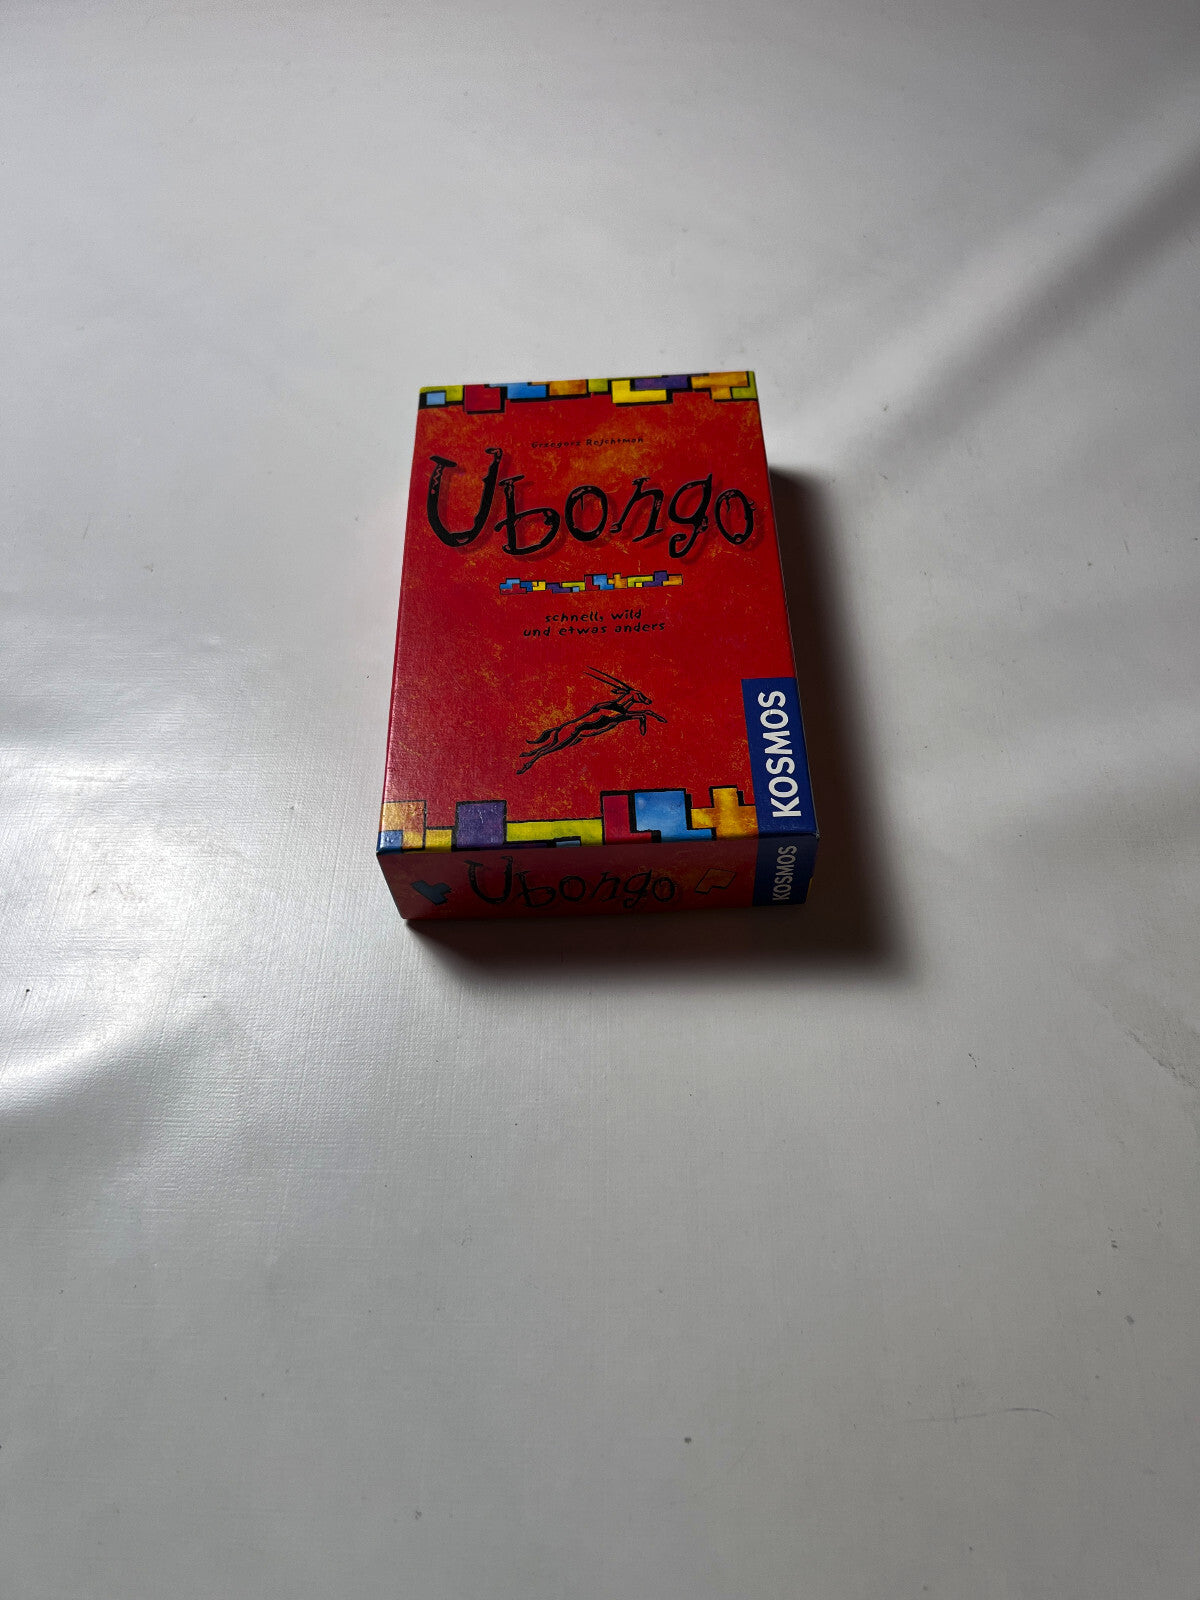 Grzegorz Rejchtman
Ubongo
schnell, wild
und etwas anders
KOSMOS
Ubongo
KOSMOS